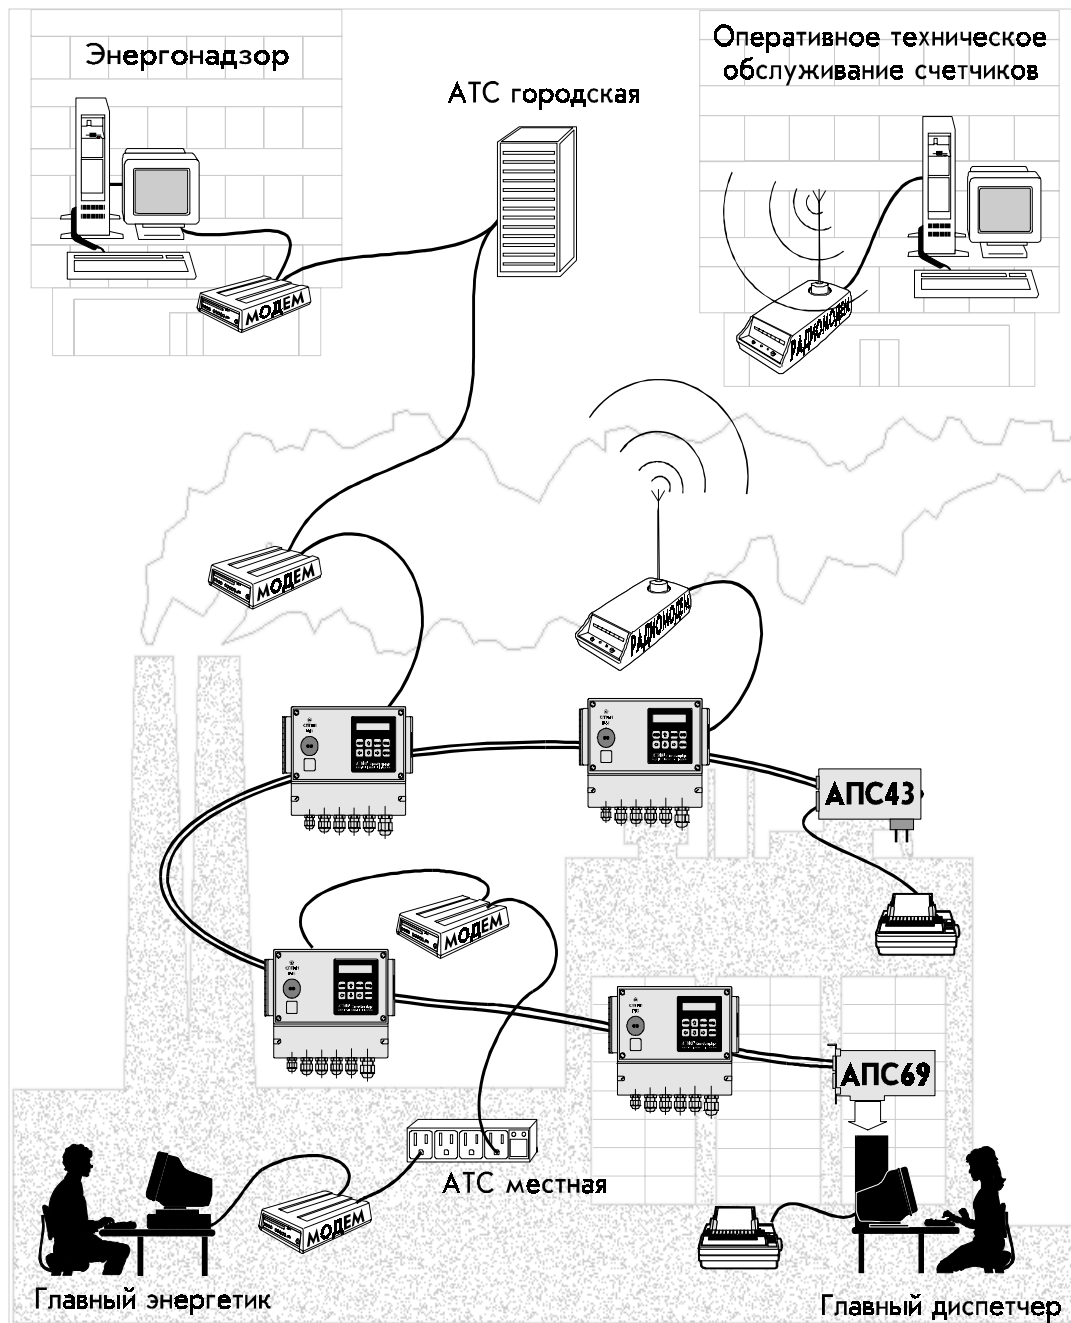 Энергонадзор
Оперативное техническое
обслуживание счетчиков
АТС городская
МОДЕМ
РАДИОМОДЕМ
МОДЕМ
РАДИОМОДЕМ
АПС43
МОДЕМ
АПС69
АТС местная
МОДЕМ
Главный энергетик
Главный диспетчер